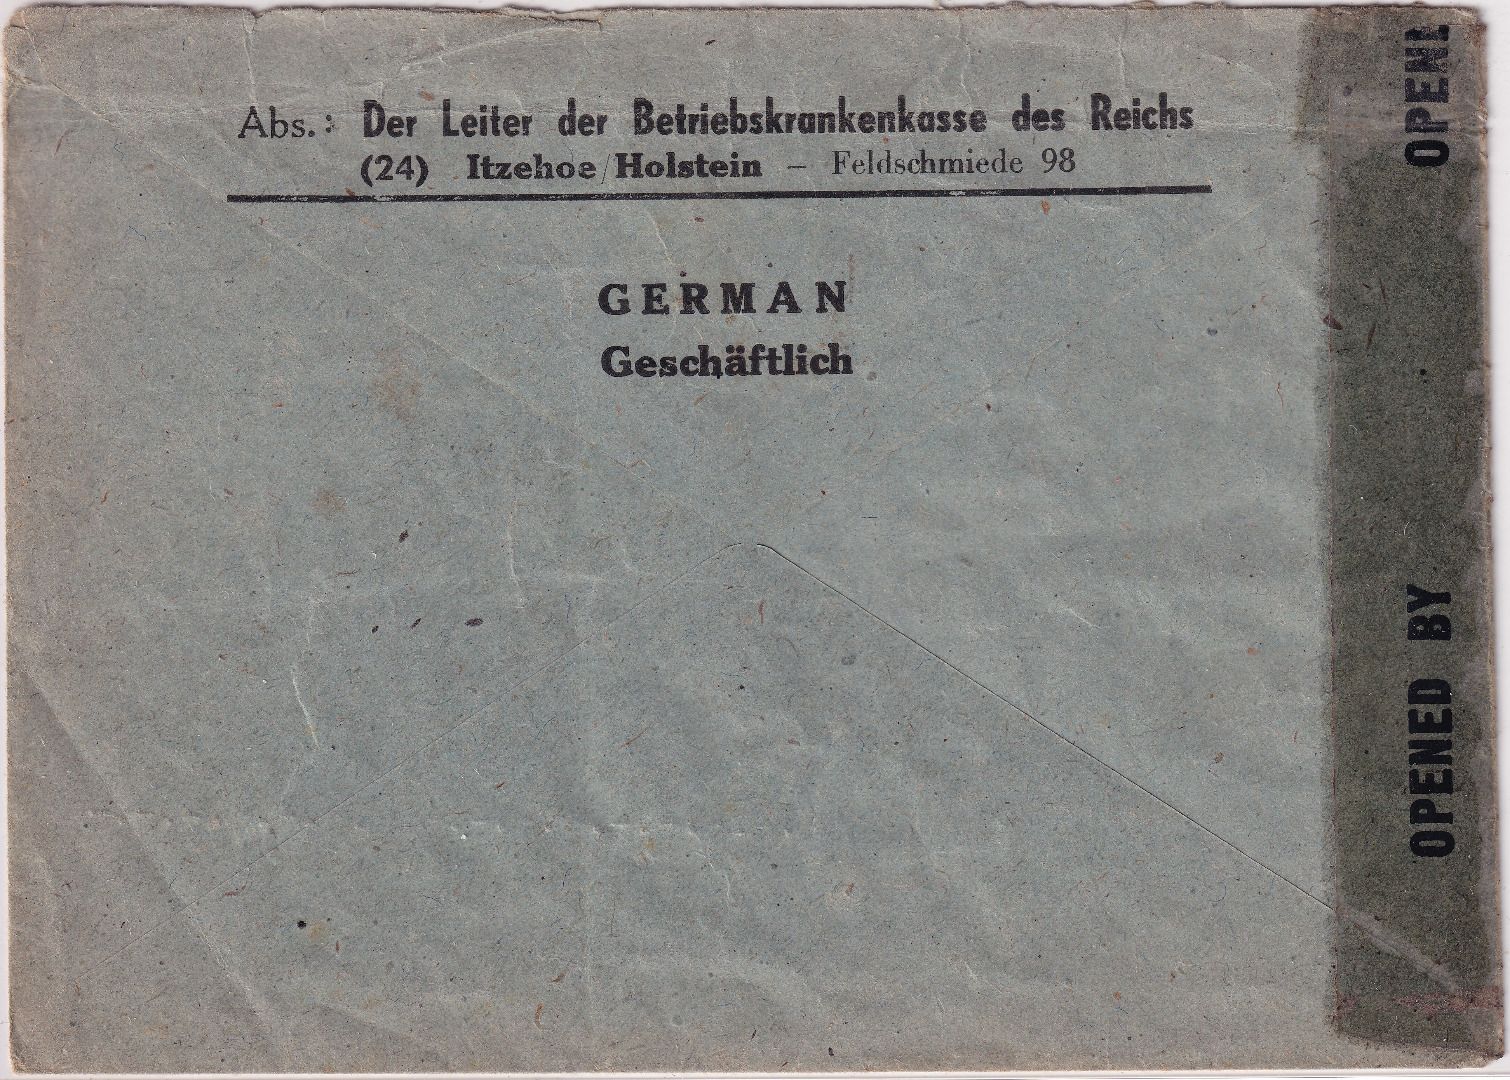 Abs.: Der Leiter der Betriebskrankenkasse des Reichs
(24) Itzehoe/Holstein – Feldschmiede 98
GERMAN
Geschäftlich
OPENED BY
OPENE